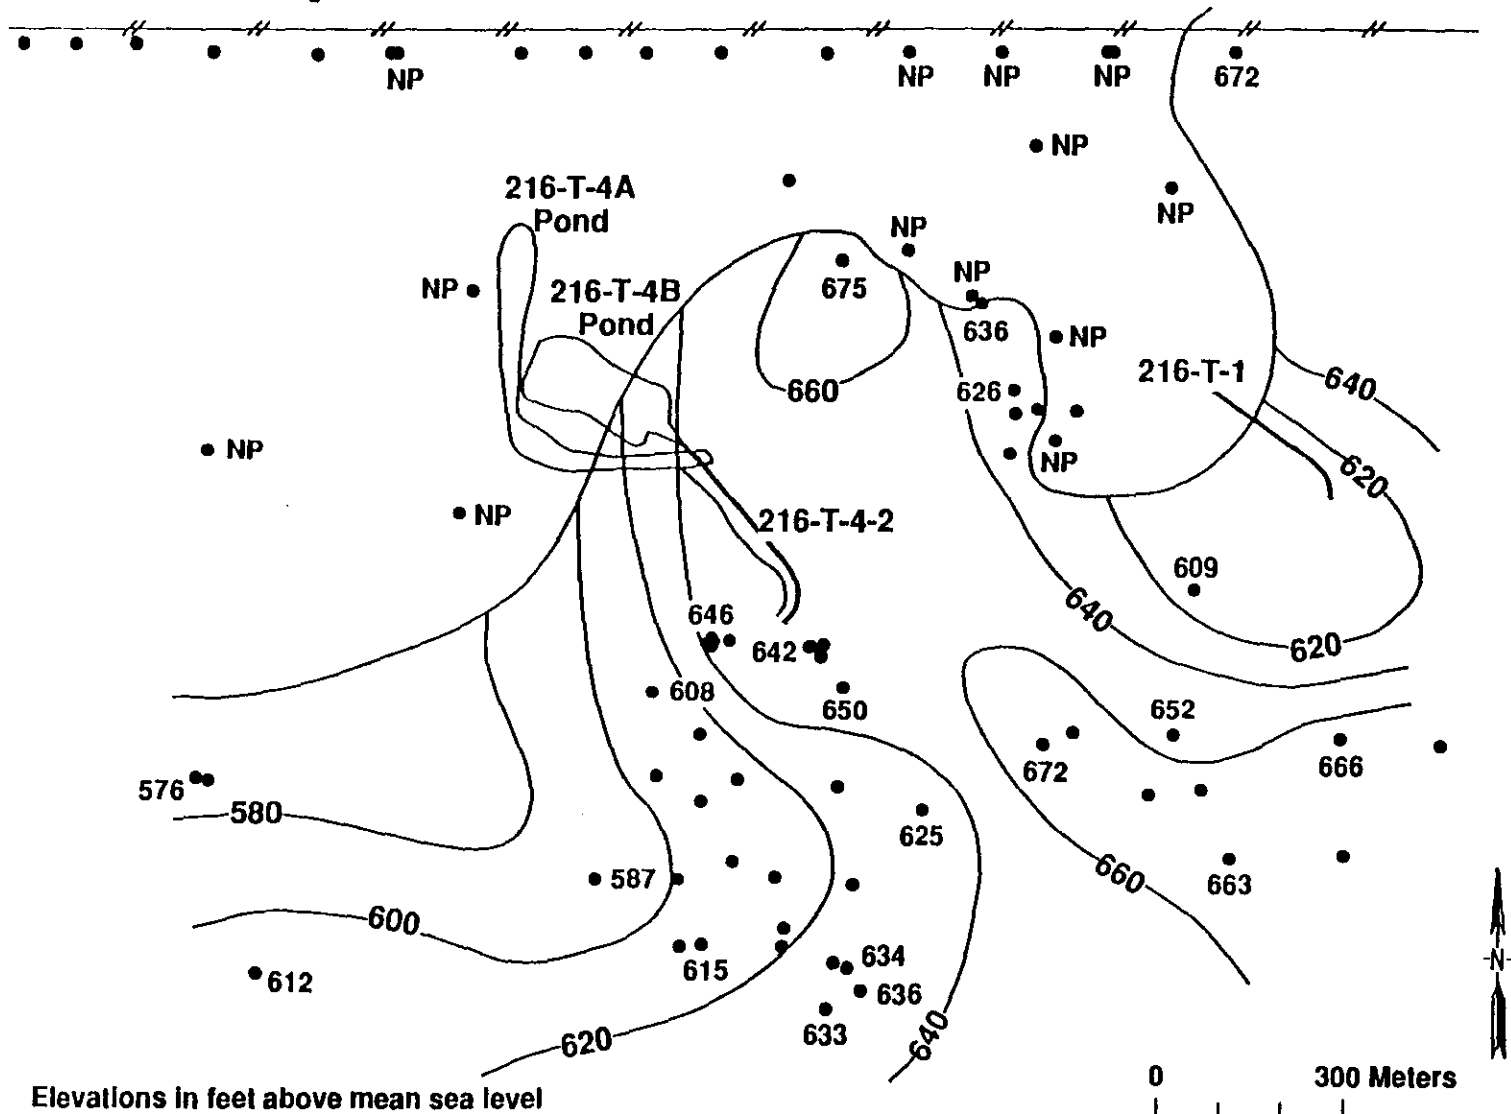 NP
NP
NP
NP
672
NP
216-T-4A
Pond
NP
NP
NP
216-T-4B
Pond
NP
675
636
NP
640
216-T-1
660
626
NP
NP
620
NP
216-T-4-2
609
646
640
642
620
608
650
652
672
666
576
580
625
587
660
663
600
615
634
612
636
633
620
640
N
Elevations in feet above mean sea level
0 300 Meters